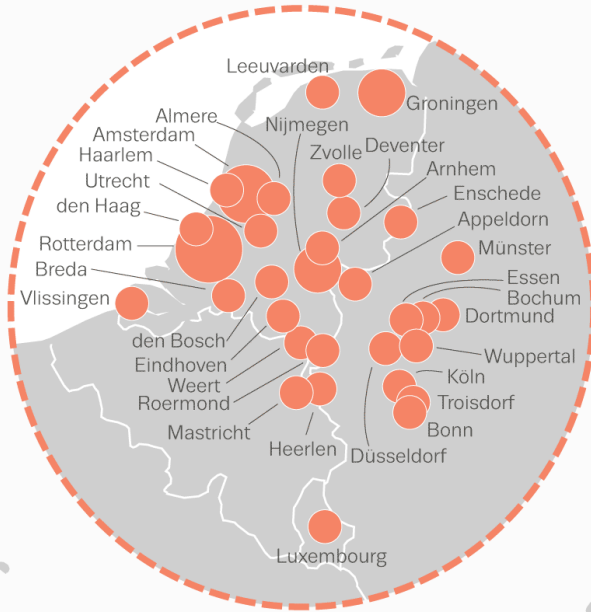 Leeuvarden
Groningen
Almere
Nijmegen
Amsterdam
Zvolle
Deventer
Haarlem
Arnhem
Utrecht
Enschede
den Haag
Appeldorn
Rotterdam
Münster
Breda
Essen
Vlissingen
Bochum
Dortmund
den Bosch
Eindhoven
Wuppertal
Weert
Köln
Roermond
Troisdorf
Mastricht
Bonn
Heerlen
Düsseldorf
Luxembourg